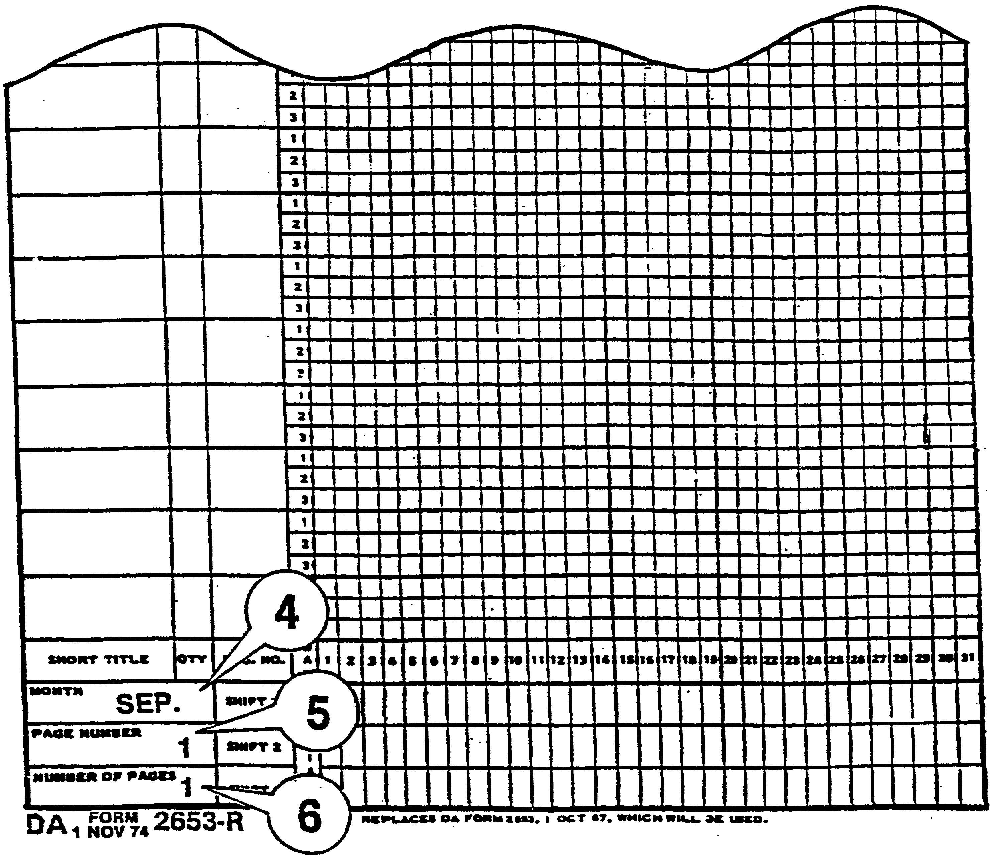 2
3
1
2
3
1
2
3
1
2
3
1
2
1
2
3
1
2
3
1
2
3
4
SHORT TITLE QTY NO. A 1 2 3 4 5 6 7 8 9 10 11 12 13 14 15 16 17 18 19 20 21 22 23 24 25 26 27 28 29 30 31
MONTH
SEP. SHIFT
5
PAGE NUMBER
1 SHIFT 2
NUMBER OF PAGES
1
6
DA FORM 2653-R
1 NOV 74
REPLACES DA FORM 2653, 1 OCT 67, WHICH WILL BE USED.